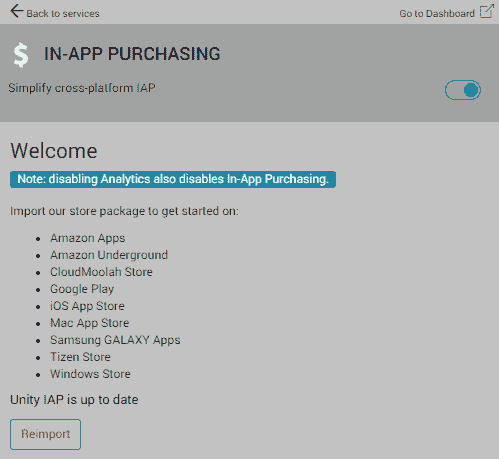 Back to services
Go to Dashboard
$ IN-APP PURCHASING
Simplify cross-platform IAP
Welcome
Note: disabling Analytics also disables In-App Purchasing.
Import our store package to get started on:
Amazon Apps
Amazon Underground
CloudMoolah Store
Google Play
iOS App Store
Mac App Store
Samsung GALAXY Apps
Tizen Store
Windows Store
Unity IAP is up to date
Reimport